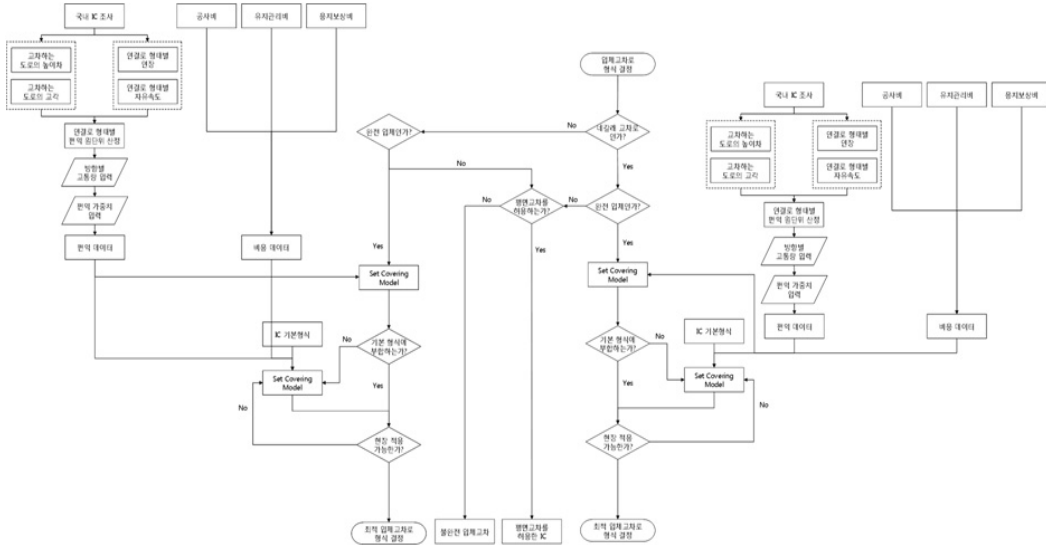 국내 IC 조사
공사비
유지관리비
용지보상비
고차하는
도로의 높이차
고차하는
도로의 교각
연결로 형태별
연장
연결로 형태별
자유속도
연결로 형태별
편익 원단위 산정
방향별
교통량 입력
편익 가중치
입력
편익 데이터
비용 데이터
IC 기본형식
Set Covering
Model
No
완전 입체인가?
No
Yes
Set Covering
Model
기본 형식에
부합하는가?
No
Yes
현장 적용
가능한가?
최적 입체교차로
형식 결정
입체교차로
형식 결정
네갈래 교차로
인가?
No
Yes
완전 입체인가?
No
Yes
평면교차를
허용하는가?
No
Yes
불완전 입체교차
평면교차를
허용한 IC
Set Covering
Model
기본 형식에
부합하는가?
No
Yes
현장 적용
가능한가?
최적 입체교차로
형식 결정
IC 기본형식
Set Covering
Model
No
국내 IC 조사
공사비
유지관리비
용지보상비
고차하는
도로의 높이차
고차하는
도로의 교각
연결로 형태별
연장
연결로 형태별
자유속도
연결로 형태별
편익 원단위 산정
방향별
교통량 입력
편익 가중치
입력
편익 데이터
비용 데이터